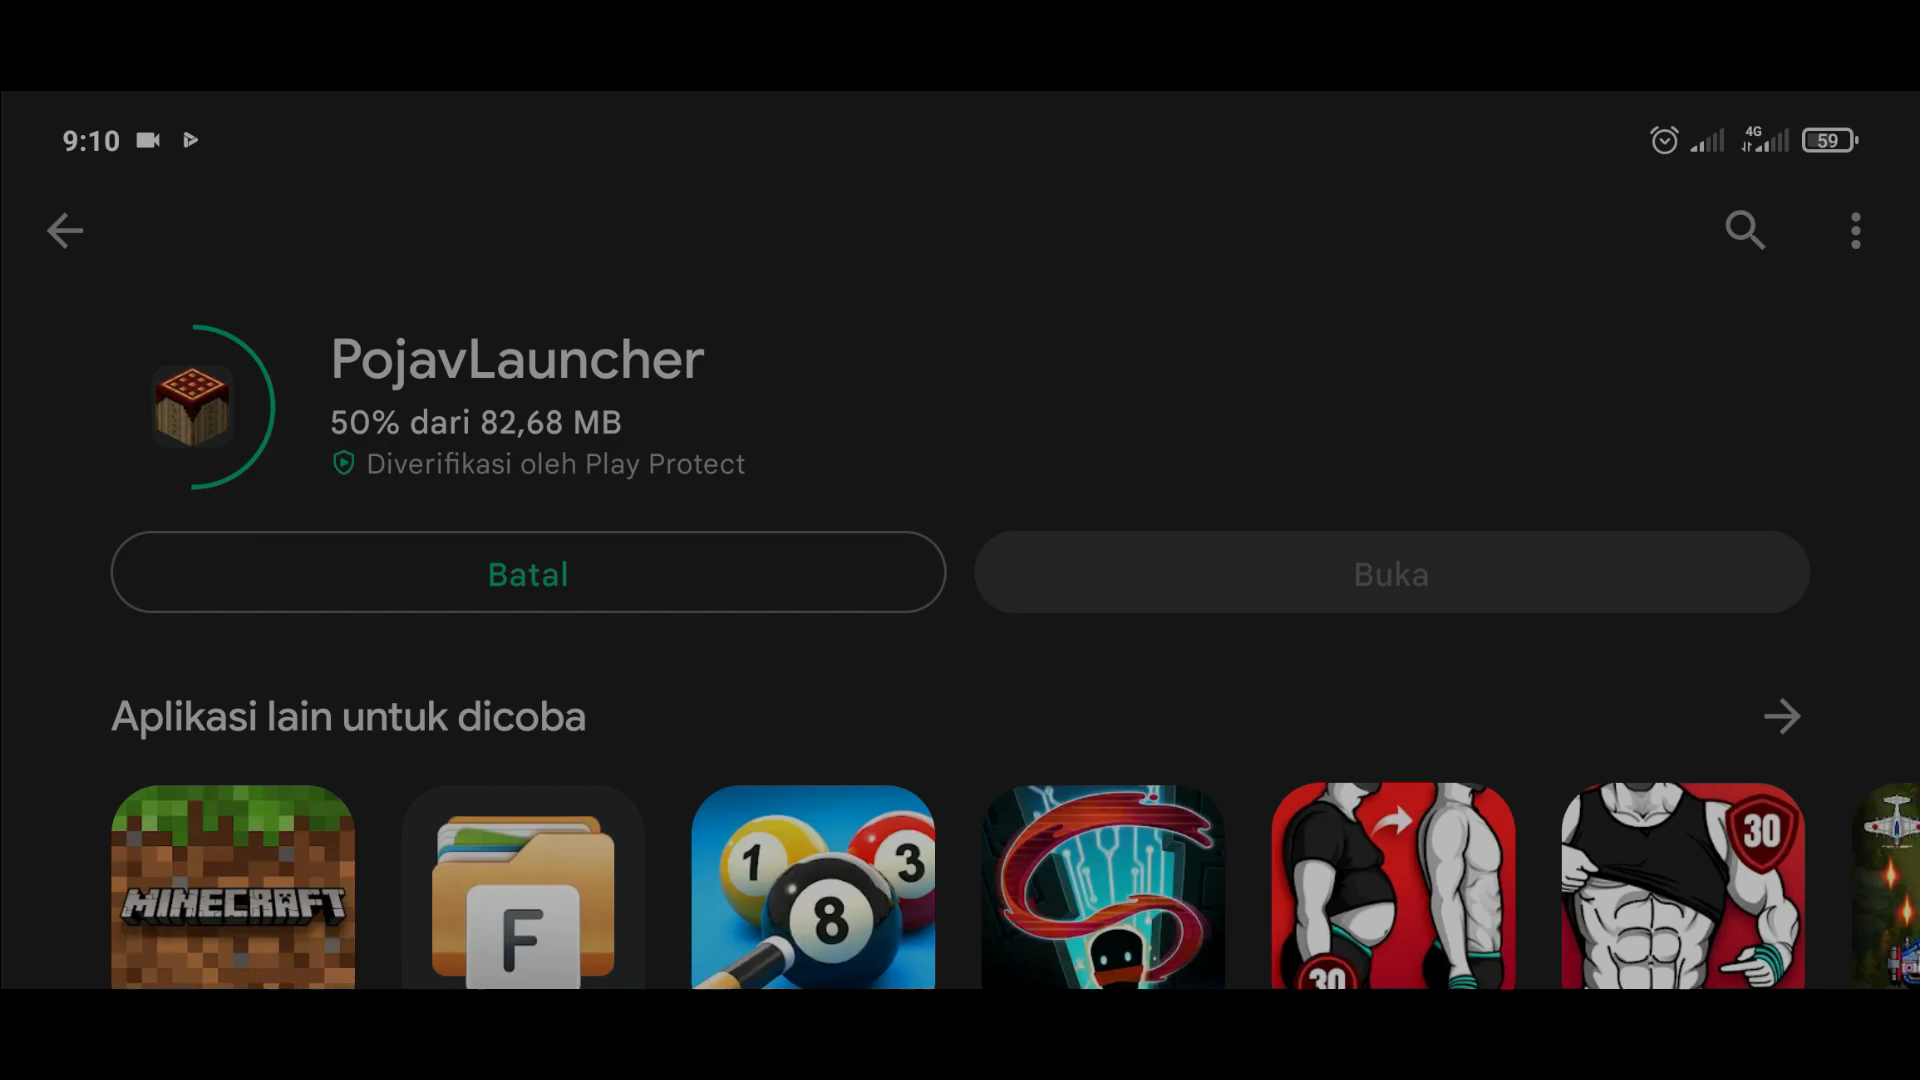 9:10
4G
59
PojavLauncher
50% dari 82,68 MB
Diverifikasi oleh Play Protect
Batal
Buka
Aplikasi lain untuk dicoba
MINECRAFT
F
1
3
8
30
30